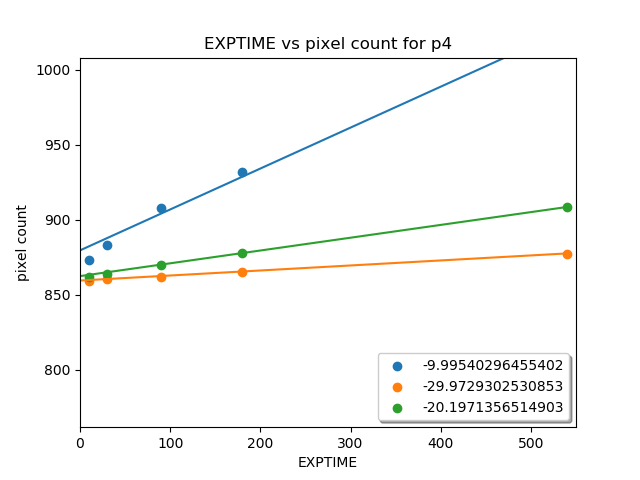 EXPTIME vs pixel count for p4
1000
950
900
850
800
pixel count
0 100 200 300 400 500
EXPTIME
-9.99540296455402
-29.9729302530853
-20.1971356514903